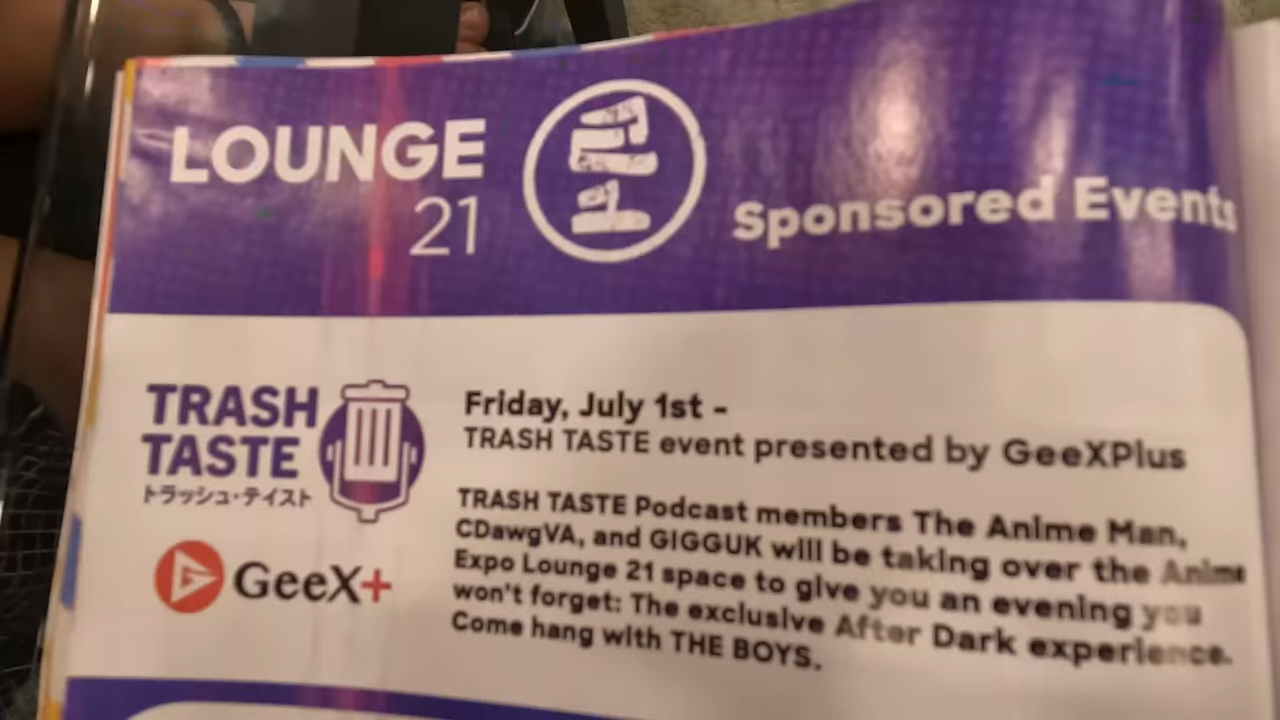 LOUNGE
21
Sponsored Events
TRASH
TASTE
トラッシュ・テイスト
GeeX+
Friday, July 1st -
TRASH TASTE event presented by GeeXPlus
TRASH TASTE Podcast members The Anime Man,
CDawgVA, and GIGGUK will be taking over the Anime
Expo Lounge 21 space to give you an evening you
won't forget: The exclusive After Dark experience.
Come hang with THE BOYS.